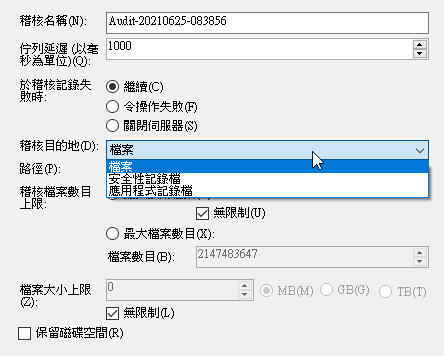 稽核名稱(N): Audit-20210625-083856
佇列延遲 (以毫秒為單位)(Q): 1000
於稽核記錄失敗時:
繼續(C)
令操作失敗(F)
關閉伺服器(S)
稽核目的地(D): 檔案
檔案
安全性記錄檔
應用程式記錄檔
路徑(P):
稽核檔案數目上限:
無限制(U)
最大檔案數目(X):
檔案數目(B): 2147483647
檔案大小上限(Z): 0 MB(M) GB(G) TB(T)
無限制(L)
保留磁碟空間(R)